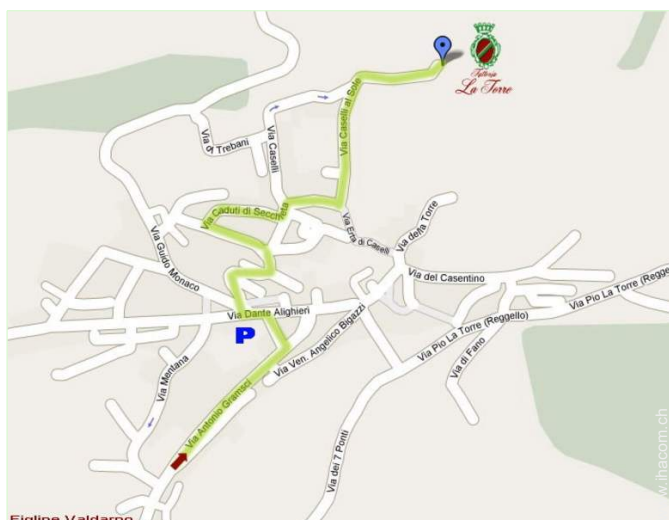 Fattoria
La Torre
Via Caselli al Sole
Via di Trebani
Via Caselli
Via Caduti di Seccheta
Via Erta di Caselli
Via della Torre
Via Guido Monaco
Via del Casentino
Via Pio La Torre (Regge
Via Dante Alighieri
P
Via Ven. Angelico Bigazzi
Via Pio La Torre (Reggello)
Via di Fano
Via Mentana
Via Antonio Gramsci
Via dei 7 Ponti
www.ihacom.ch
Figline Valdarno